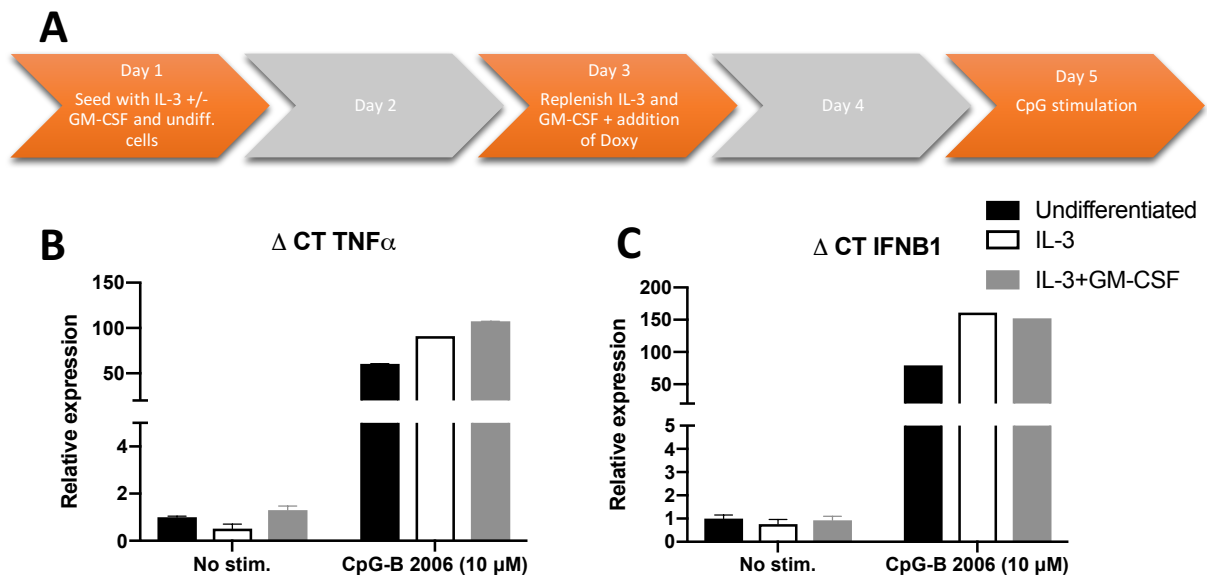 A
Day 1
Seed with IL-3 +/-
GM-CSF and undiff.
cells
Day 2
Day 3
Replenish IL-3 and
GM-CSF + addition
of Doxy
Day 4
Day 5
CpG stimulation
Undifferentiated
IL-3
IL-3+GM-CSF
B
Δ CT TNFα
Relative expression
150
100
50
4
2
0
No stim.
CpG-B 2006 (10 µM)
C
Δ CT IFNB1
Relative expression
200
150
100
50
5
4
3
2
1
0
No stim.
CpG-B 2006 (10 µM)